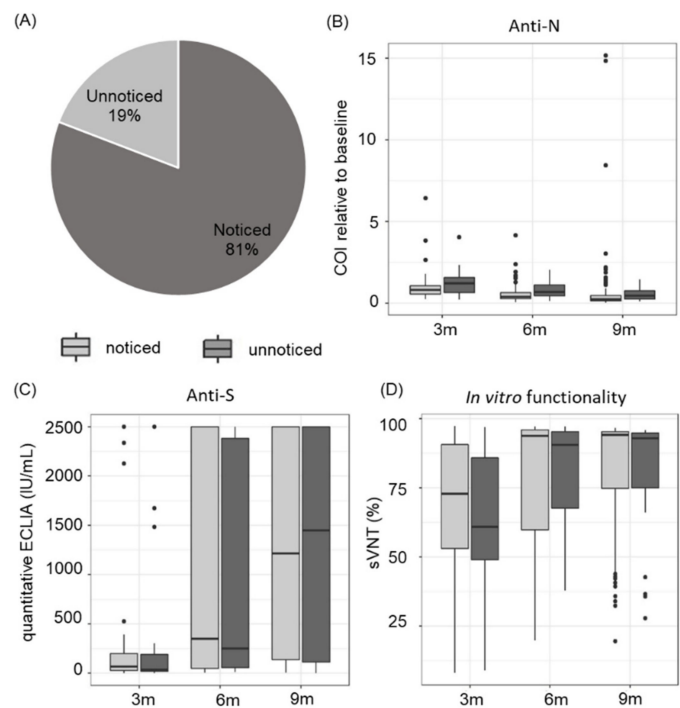 (A)
Unnoticed
19%
Noticed
81%
noticed
unnoticed
(B)
Anti-N
COI relative to baseline
15
10
5
0
3m
6m
9m
(C)
Anti-S
quantitative ECLIA (IU/mL)
2500
2000
1500
1000
500
0
3m
6m
9m
(D)
In vitro functionality
sVNT (%)
100
75
50
25
3m
6m
9m